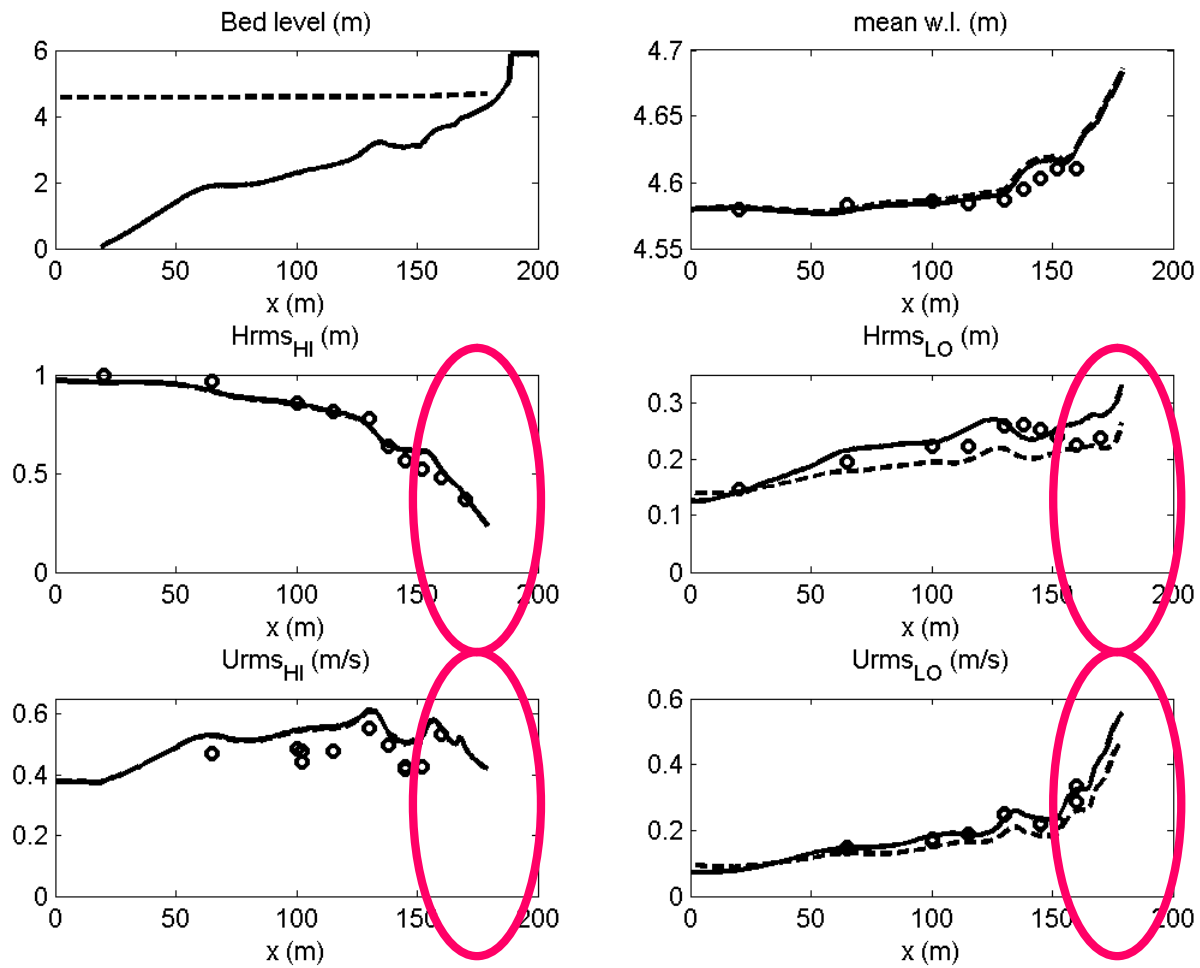 Bed level (m)
6
4
2
0
0 50 100 150 200
x (m)
mean w.l. (m)
4.7
4.65
4.6
4.55
0 50 100 150 200
x (m)
Hrms_HI (m)
1
0.5
0
0 50 100 150 200
x (m)
Hrms_LO (m)
0.3
0.2
0.1
0
0 50 100 150 200
x (m)
Urms_HI (m/s)
0.6
0.4
0.2
0
0 50 100 150 200
x (m)
Urms_LO (m/s)
0.6
0.4
0.2
0
0 50 100 150 200
x (m)